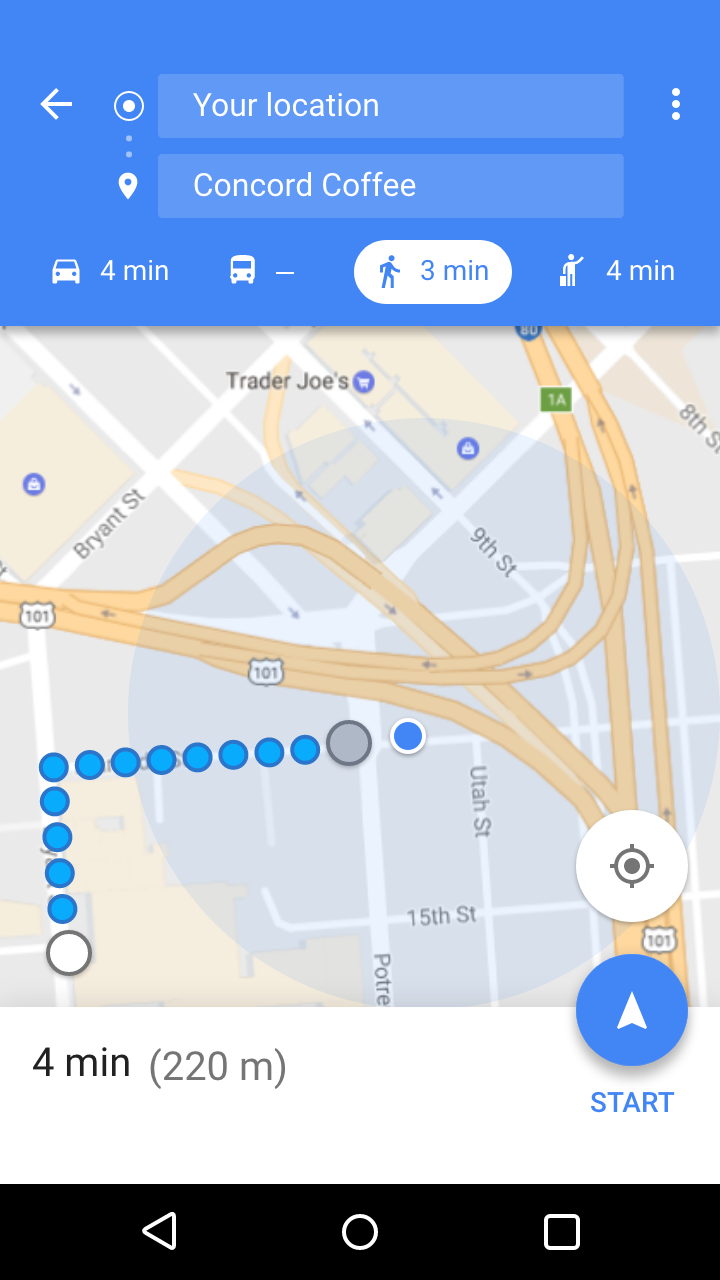 Your location
Concord Coffee
4 min
–
3 min
4 min
80
Trader Joe's
1A
8th St
Bryant St
9th St
101
101
Utah St
15th St
101
4 min (220 m)
START